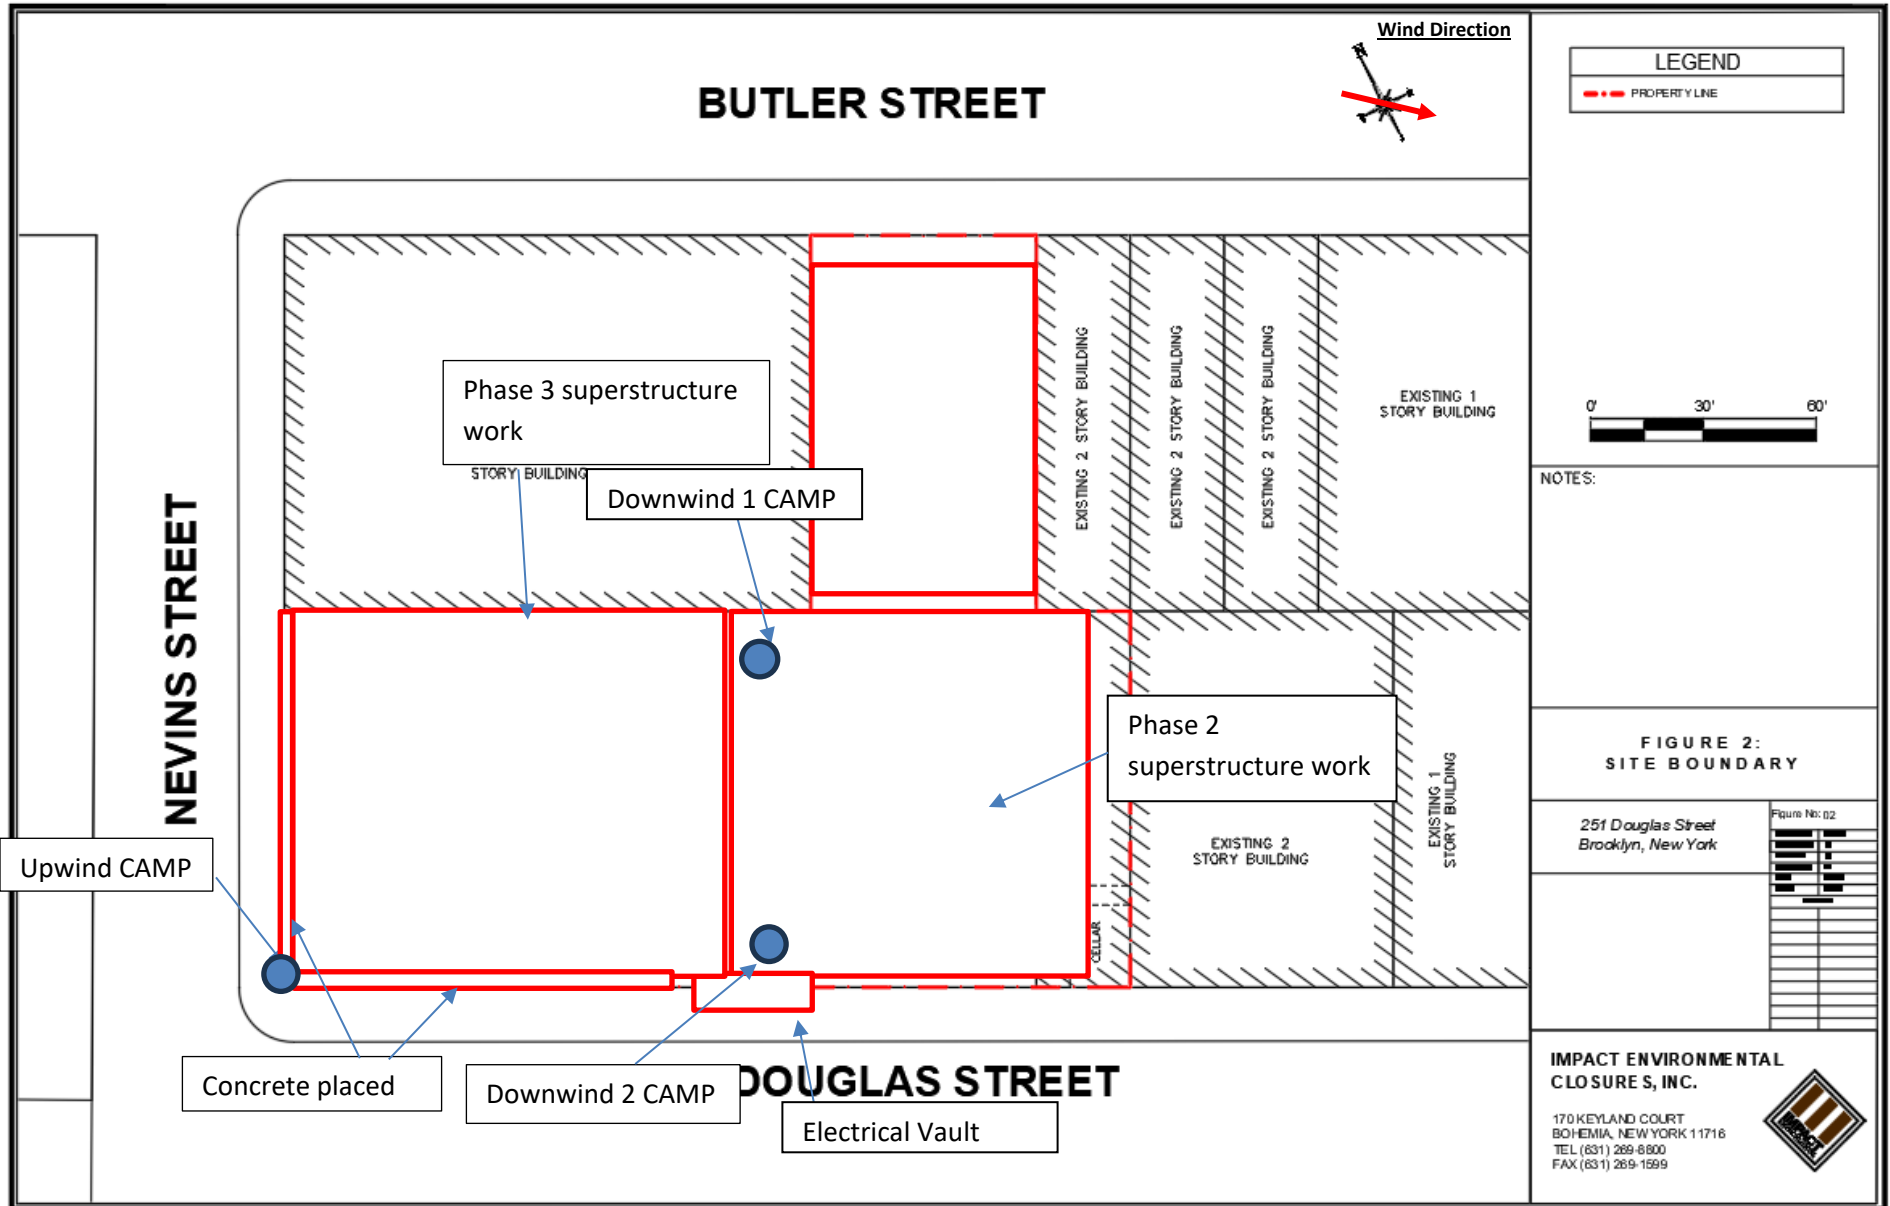 Wind Direction
N
BUTLER STREET
LEGEND
PROPERTY LINE
0' 30' 60'
NOTES:
Phase 3 superstructure
work
STORY BUILDING
Downwind 1 CAMP
EXISTING 2 STORY BUILDING
EXISTING 2 STORY BUILDING
EXISTING 2 STORY BUILDING
EXISTING 1
STORY BUILDING
NEVINS STREET
Phase 2
superstructure work
EXISTING 2
STORY BUILDING
EXISTING 1
STORY BUILDING
CELLAR
Upwind CAMP
Concrete placed
Downwind 2 CAMP
DOUGLAS STREET
Electrical Vault
FIGURE 2:
SITE BOUNDARY
251 Douglas Street
Brooklyn, New York
Figure No: 02
IMPACT ENVIRONMENTAL
CLOSURES, INC.
170 KEYLAND COURT
BOHEMIA, NEW YORK 11716
TEL (631) 269-8800
FAX (631) 269-1599
IMPACT